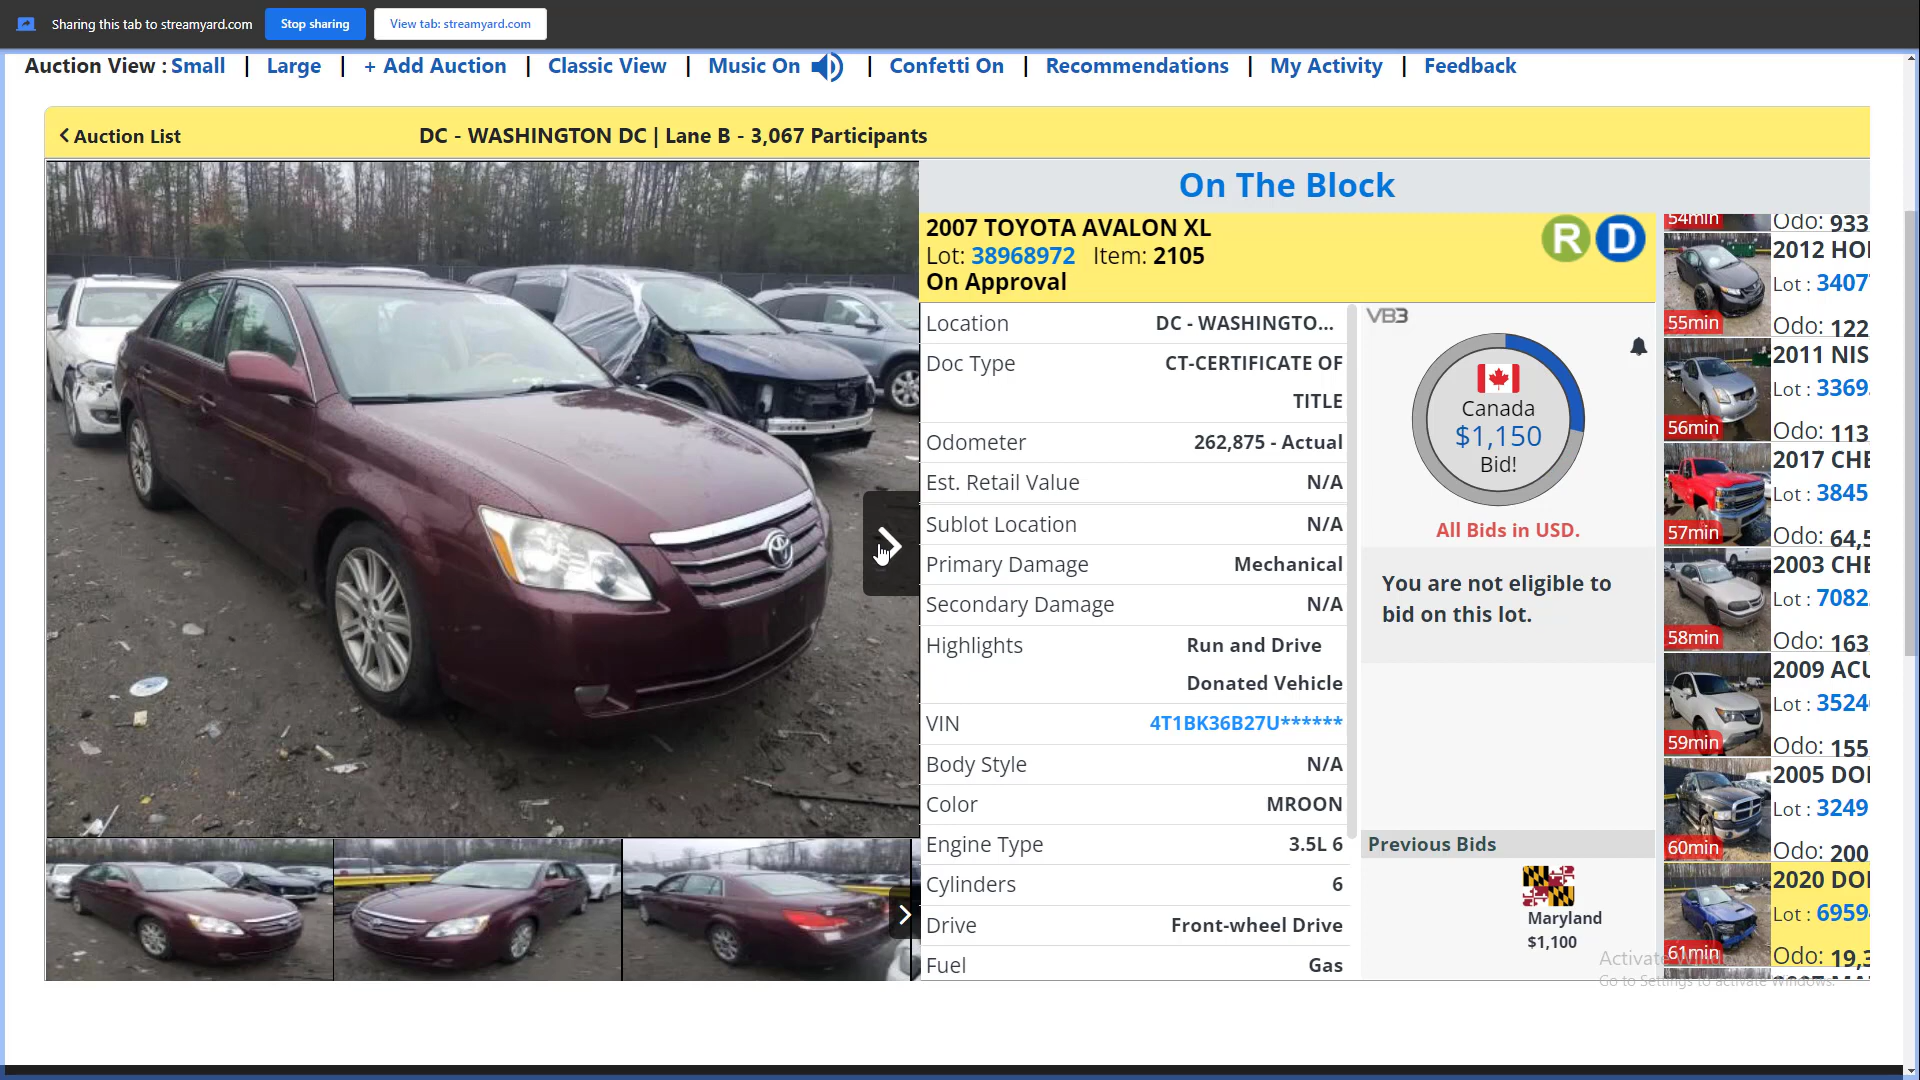 Sharing this tab to streamyard.com Stop sharing View tab: streamyard.com
Auction View : Small | Large | + Add Auction | Classic View | Music On | Confetti On | Recommendations | My Activity | Feedback
Auction List
DC - WASHINGTON DC | Lane B - 3,067 Participants
On The Block
2007 TOYOTA AVALON XL
Lot: 38968972 Item: 2105
On Approval
R D
Location DC - WASHINGTO...
Doc Type CT-CERTIFICATE OF
TITLE
Odometer 262,875 - Actual
Est. Retail Value N/A
Sublot Location N/A
Primary Damage Mechanical
Secondary Damage N/A
Highlights Run and Drive
Donated Vehicle
VIN 4T1BK36B27U******
Body Style N/A
Color MROON
Engine Type 3.5L 6
Cylinders 6
Drive Front-wheel Drive
Fuel Gas
VB3
Canada
$1,150
Bid!
All Bids in USD.
You are not eligible to
bid on this lot.
Previous Bids
Maryland
$1,100
54min Odo: 933
2012 HO
Lot : 3407
55min Odo: 122
2011 NIS
Lot : 3369
56min Odo: 113
2017 CHE
Lot : 3845
57min Odo: 64,5
2003 CHE
Lot : 7082
58min Odo: 163
2009 ACU
Lot : 3524
59min Odo: 155
2005 DO
Lot : 3249
60min Odo: 200
2020 DO
Lot : 6959
61min Odo: 19,3
Activate Windows
Go to Settings to activate Windows.